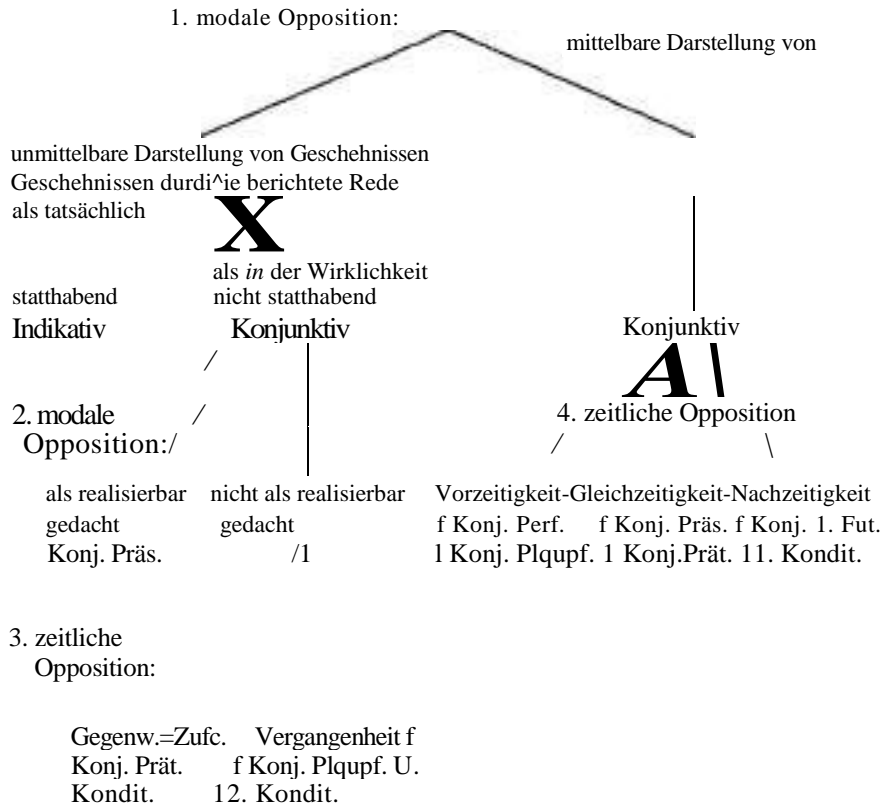 1. modale Opposition:
mittelbare Darstellung von
unmittelbare Darstellung von Geschehnissen
Geschehnissen durdi^ie berichtete Rede
als tatsächlich
X
als in der Wirklichkeit
statthabend nicht statthabend
Indikativ Konjunktiv Konjunktiv
/ A\
2. modale / 4. zeitliche Opposition
Opposition:/ / \
als realisierbar nicht als realisierbar Vorzeitigkeit-Gleichzeitigkeit-Nachzeitigkeit
gedacht gedacht f Konj. Perf. f Konj. Präs. f Konj. 1. Fut.
Konj. Präs. /1 l Konj. Plqupf. 1 Konj.Prät. 11. Kondit.
3. zeitliche
Opposition:
Gegenw.=Zufc. Vergangenheit f
Konj. Prät. f Konj. Plqupf. U.
Kondit. 12. Kondit.